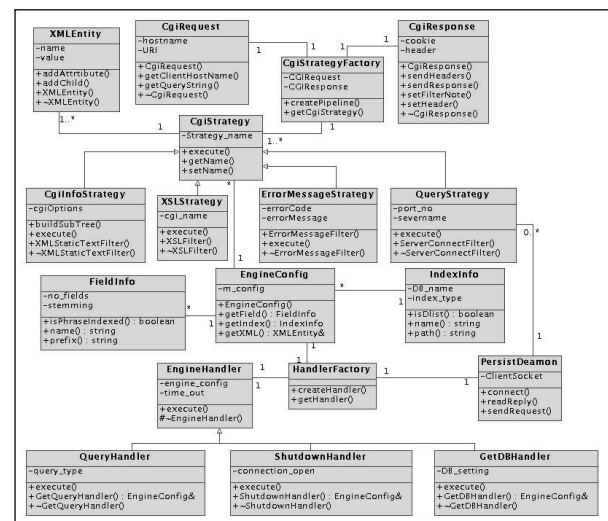 XMLEntity
-name
-value
+addAttrtibute()
+addChild()
+XMLEntity()
+~XMLEntity()
CgiRequest
-hostname
-URI
+CgiRequest()
+getClientHostName()
+getQueryString()
+~CgiRequest()
1
1
CgiStrategyFactory
-CGIRequest
-CGIResponse
+createPipeline()
+getCgiStrategy()
1
1
CgiResponse
-cookie
-header
+CgiResponse()
+sendHeaders()
+sendResponse()
+setFilterNote()
+setHeader()
+~CgiResponse()
1..*
1
CgiStrategy
-Strategy_name
+execute()
+getName()
+setName()
1..*
1
*
CgiInfoStrategy
-cgiOptions
+buildSubTree()
+execute()
+XMLStaticTextFilter()
+~XMLStaticTextFilter()
XSLStrategy
-cgi_name
+execute()
+XSLFilter()
+~XSLFilter()
ErrorMessageStrategy
-errorCode
-errorMessage
+ErrorMessageFilter()
+execute()
+~ErrorMessageFilter()
QueryStrategy
-port_no
-severname
+execute()
+ServerConnectFilter()
+~ServerConnectFilter()
0. *
1
FieldInfo
-no_fields
-stemming
+isPhraseIndexed() : boolean
+name() : string
+prefix() : string
*
1
EngineConfig
-m_config
+EngineConfig()
+getField() : FieldInfo
+getIndex() : IndexInfo
+getXML() : XMLEntity&
*
1
IndexInfo
-DB_name
-index_type
+isDlist() : boolean
+name() : string
+path() : string
1
1
1
EngineHandler
-engine_config
-time_out
+execute()
#~EngineHandler()
1
1
HandlerFactory
+createHandler()
+getHandler()
1
1
PersistDeamon
-ClientSocket
+connect()
+readReply()
+sendRequest()
QueryHandler
-query_type
+execute()
+GetQueryHandler() : EngineConfig&
+~GetQueryHandler()
ShutdownHandler
-connection_open
+execute()
+ShutdownHandler() : EngineConfig&
+~ShutdownHandler()
GetDBHandler
-DB_setting
+execute()
+GetDBHandler() : EngineConfig&
+~GetDBHandler()